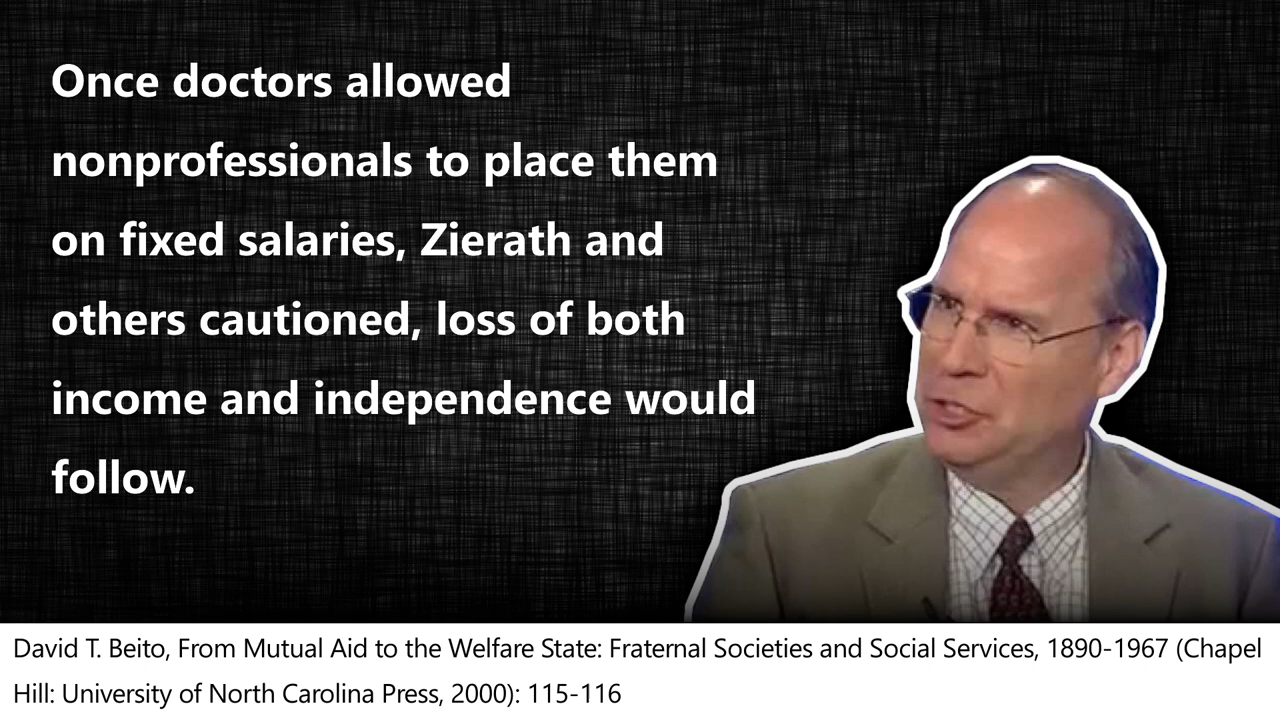 Once doctors allowed
nonprofessionals to place them
on fixed salaries, Zierath and
others cautioned, loss of both
income and independence would
follow.
David T. Beito, From Mutual Aid to the Welfare State: Fraternal Societies and Social Services, 1890-1967 (Chapel
Hill: University of North Carolina Press, 2000): 115-116